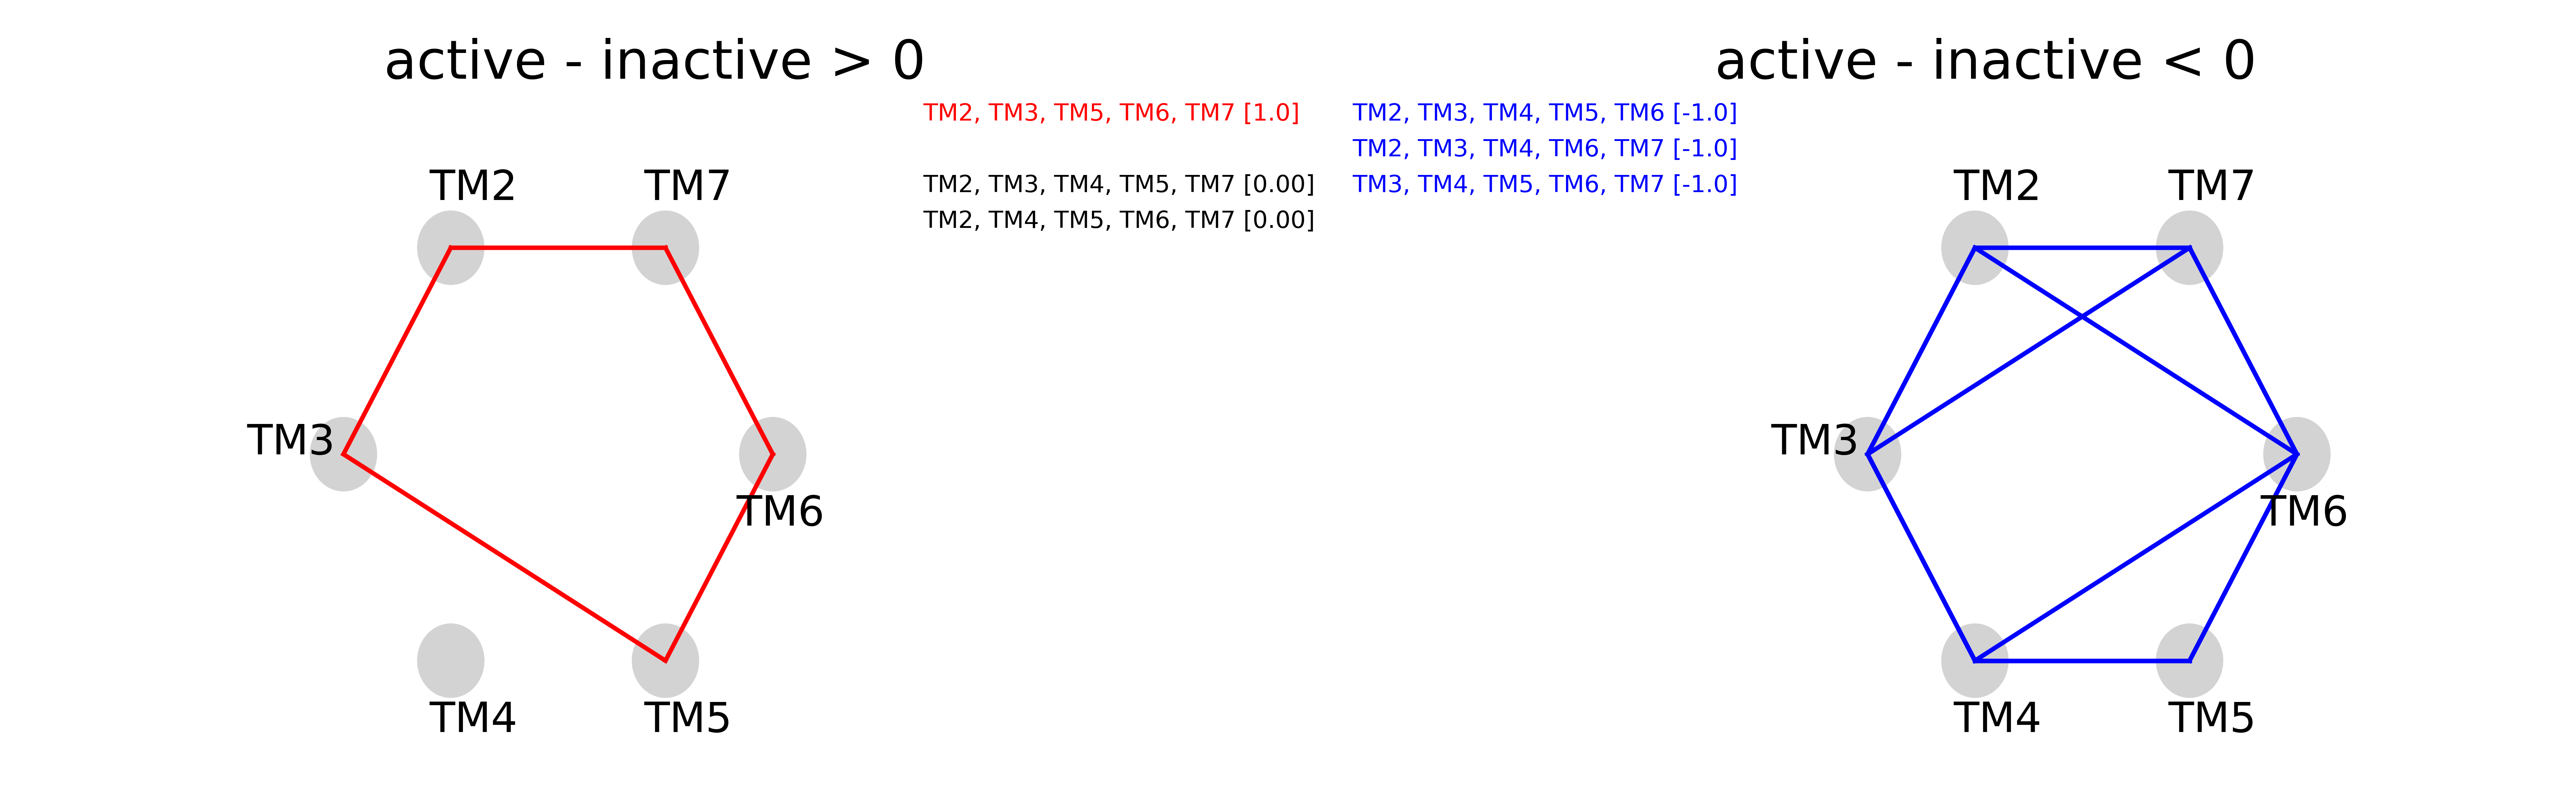 active - inactive > 0
active - inactive < 0
TM2, TM3, TM5, TM6, TM7 [1.0]
TM2, TM3, TM4, TM5, TM7 [0.00]
TM2, TM4, TM5, TM6, TM7 [0.00]
TM2, TM3, TM4, TM5, TM6 [-1.0]
TM2, TM3, TM4, TM6, TM7 [-1.0]
TM3, TM4, TM5, TM6, TM7 [-1.0]
TM2
TM7
TM3
TM6
TM4
TM5
TM2
TM7
TM3
TM6
TM4
TM5